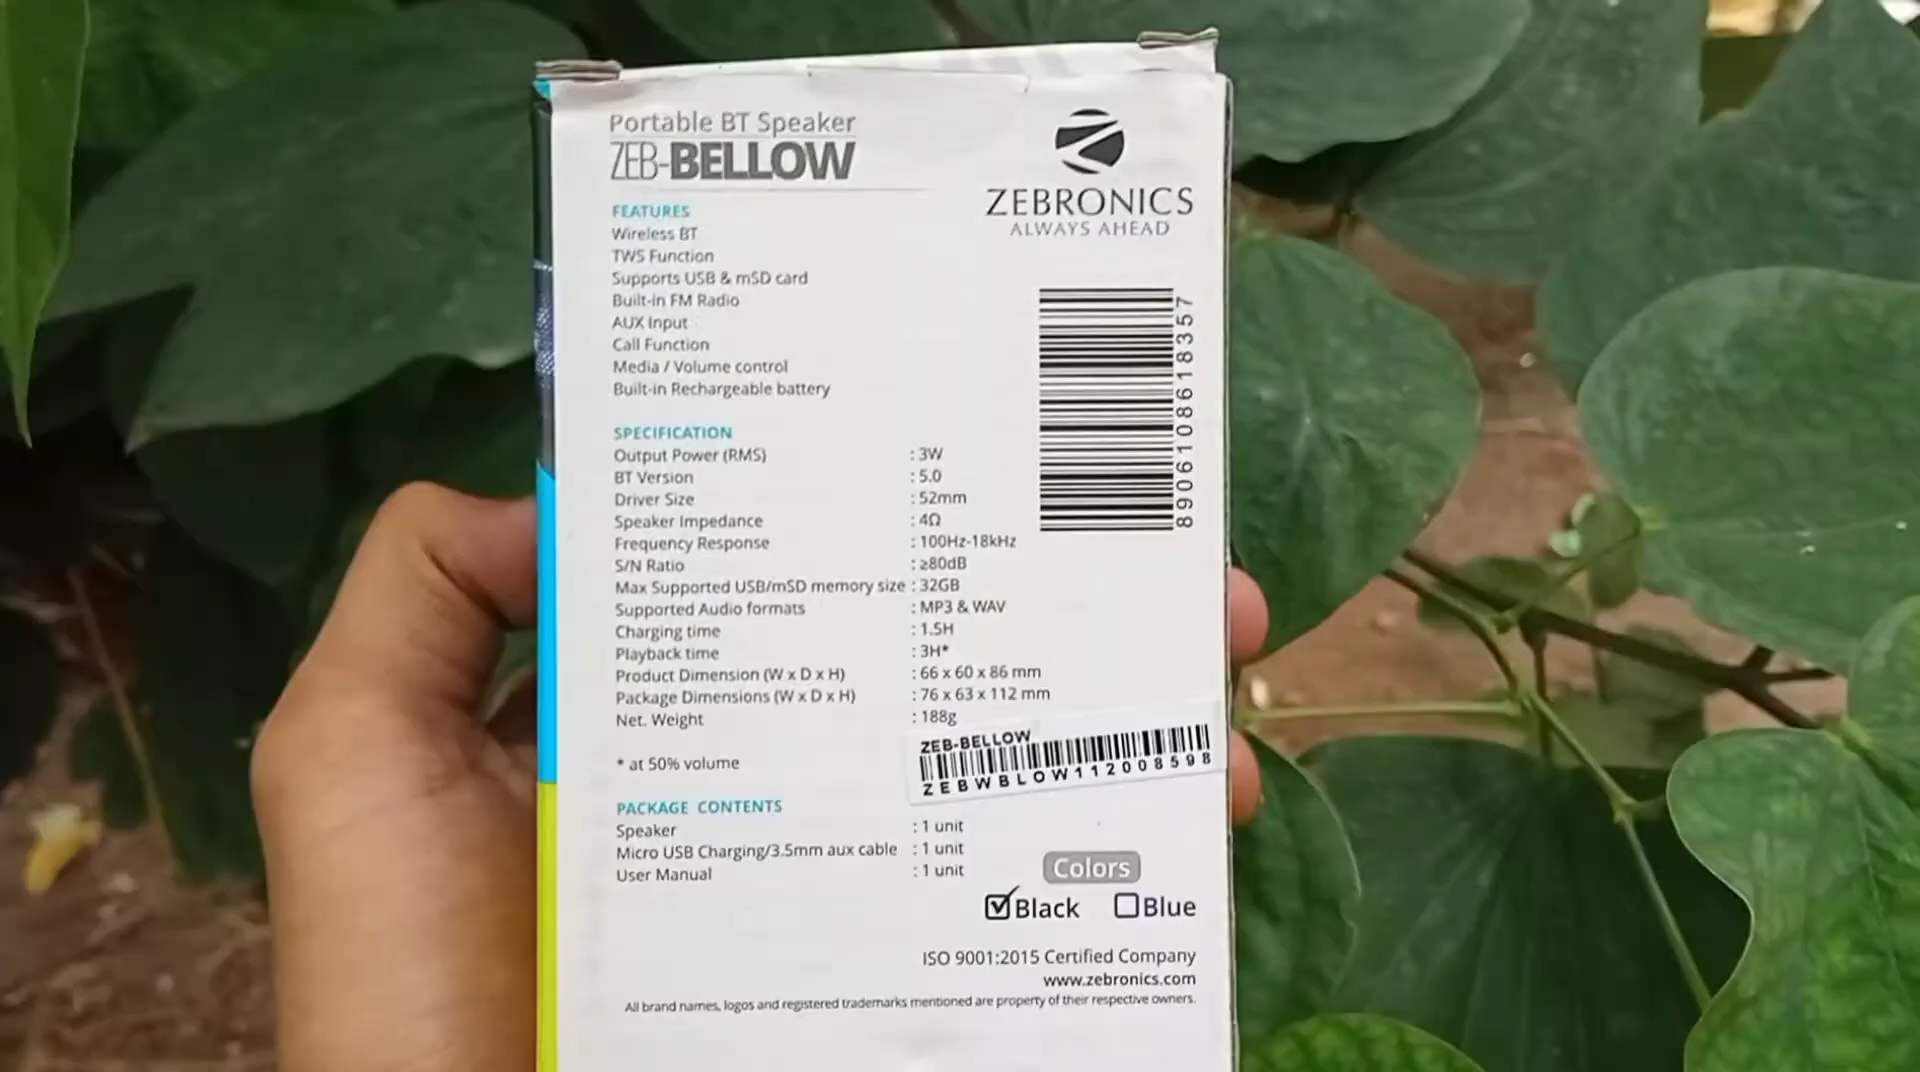 Portable BT Speaker
ZEB-BELLOW
ZEBRONICS
ALWAYS AHEAD
FEATURES
Wireless BT
TWS Function
Supports USB & mSD card
Built-in FM Radio
AUX Input
Call Function
Media / Volume control
Built-in Rechargeable battery
8906108618357
SPECIFICATION
Output Power (RMS) : 3W
BT Version : 5.0
Driver Size : 52mm
Speaker Impedance : 4Ω
Frequency Response : 100Hz-18kHz
S/N Ratio : ≥80dB
Max Supported USB/mSD memory size : 32GB
Supported Audio formats : MP3 & WAV
Charging time : 1.5H
Playback time : 3H*
Product Dimension (W x D x H) : 66 x 60 x 86 mm
Package Dimensions (W x D x H) : 76 x 63 x 112 mm
Net. Weight : 188g
* at 50% volume
ZEB-BELLOW
ZEBWBLOW112008598
PACKAGE CONTENTS
Speaker : 1 unit
Micro USB Charging/3.5mm aux cable : 1 unit
User Manual : 1 unit
Colors
Black Blue
ISO 9001:2015 Certified Company
www.zebronics.com
All brand names, logos and registered trademarks mentioned are property of their respective owners.